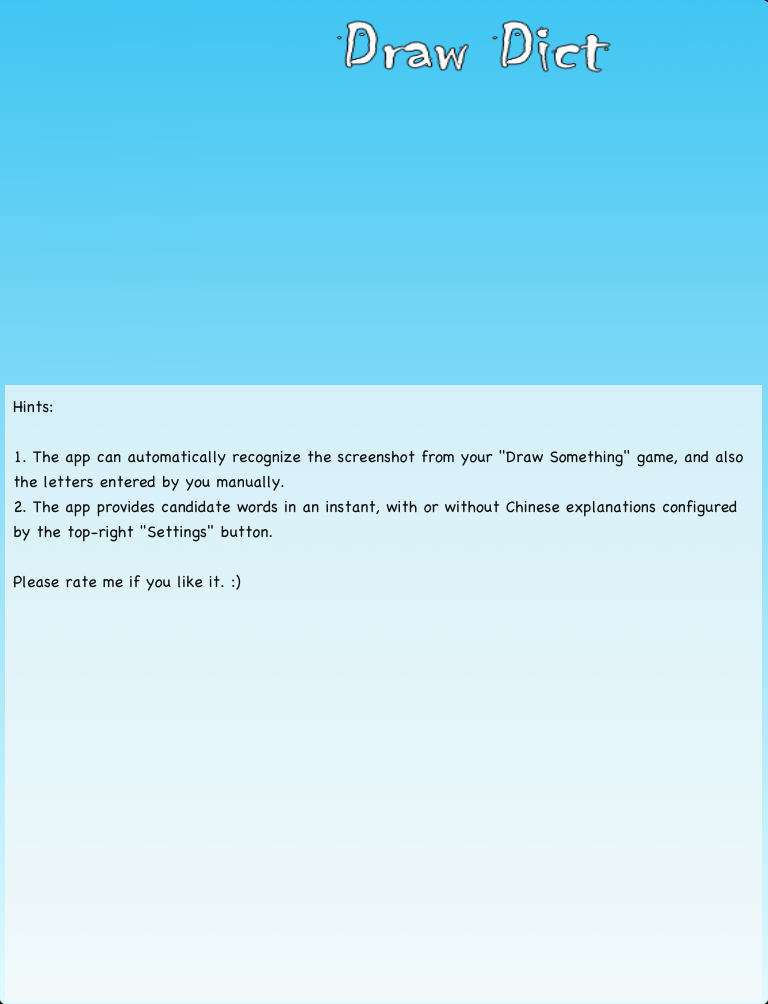 Draw Dict
Hints:
1. The app can automatically recognize the screenshot from your "Draw Something" game, and also
the letters entered by you manually.
2. The app provides candidate words in an instant, with or without Chinese explanations configured
by the top-right "Settings" button.
Please rate me if you like it. :)